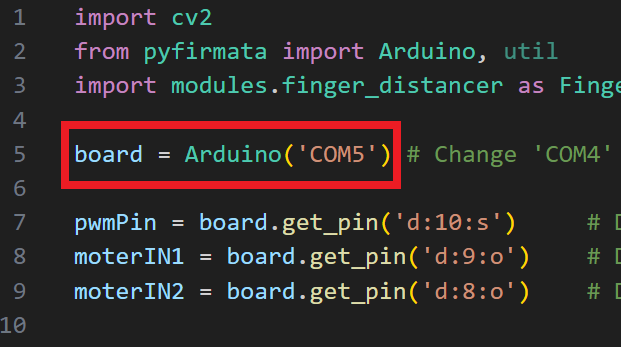 1 import cv2
2 from pyfirmata import Arduino, util
3 import modules.finger_distancer as Fing
4
5 board = Arduino('COM5') # Change 'COM4'
6
7 pwmPin = board.get_pin('d:10:s') # D
8 moterIN1 = board.get_pin('d:9:o') # D
9 moterIN2 = board.get_pin('d:8:o') # D
10